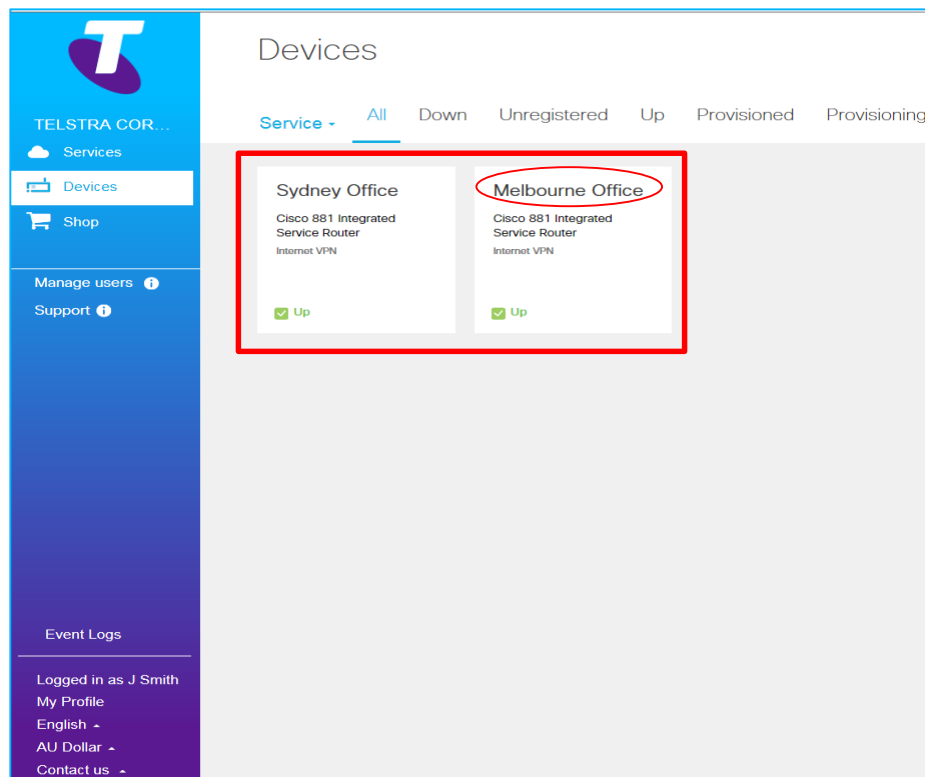 Devices
TELSTRA COR...
Services
Devices
Shop
Manage users
Support
Event Logs
Logged in as J Smith
My Profile
English
AU Dollar
Contact us
Service
All Down Unregistered Up Provisioned Provisioning
Sydney Office
Cisco 881 Integrated
Service Router
Internet VPN
Up
Melbourne Office
Cisco 881 Integrated
Service Router
Internet VPN
Up